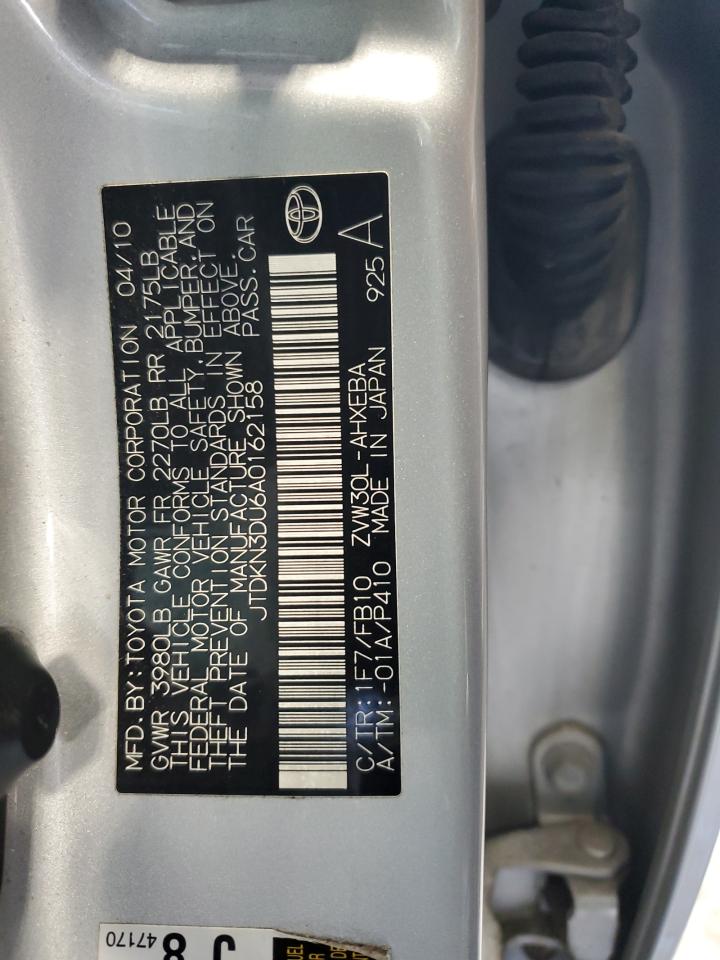 MFD. BY: TOYOTA MOTOR CORPORATION 04/10
GVWR 3980LB GAWR FR 2270LB RR 2175LB
THIS VEHICLE CONFORMS TO ALL APPLICABLE
FEDERAL MOTOR VEHICLE SAFETY, BUMPER, AND
THEFT PREVENTION STANDARDS IN EFFECT ON
THE DATE OF MANUFACTURE SHOWN ABOVE.
JTDKN3DU6A0162158 PASS. CAR
C/TR: 1F7/FB10 ZVW30L-AHXEBA 925
A/TM: -01A/P410 MADE IN JAPAN A
47170